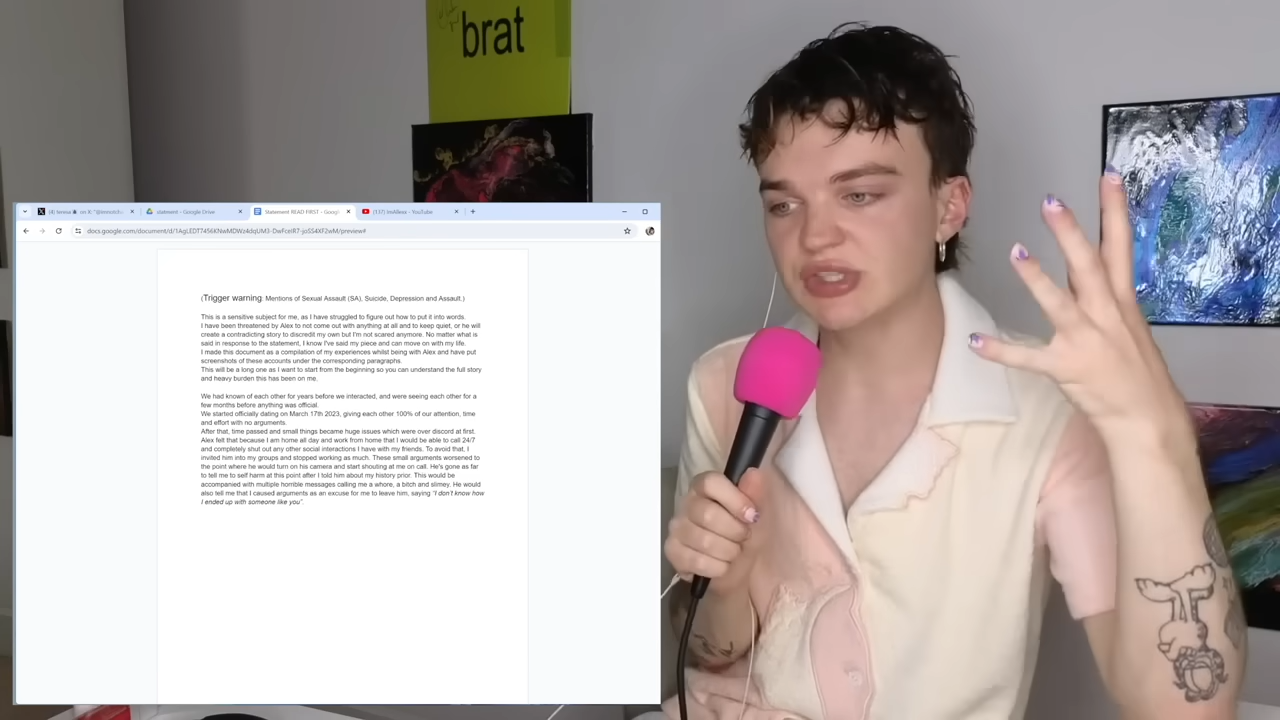 brat
statment - Google Drive
Statement READ FIRST - Googl
(137) ImAllexx - YouTube
docs.google.com/document/d/1AgLEDT7456KNwMDWz4dqUM3-DwFceIR7-joSS4XF2wM/preview#
(Trigger warning: Mentions of Sexual Assault (SA), Suicide, Depression and Assault.)
This is a sensitive subject for me, as I have struggled to figure out how to put it into words.
I have been threatened by Alex to not come out with anything at all and to keep quiet, or he will
create a contradicting story to discredit my own but I'm not scared anymore. No matter what is
said in response to the statement, I know I've said my piece and can move on with my life.
I made this document as a compilation of my experiences whilst being with Alex and have put
screenshots of these accounts under the corresponding paragraphs.
This will be a long one as I want to start from the beginning so you can understand the full story
and heavy burden this has been on me.
We had known of each other for years before we interacted, and were seeing each other for a
few months before anything was official.
We started officially dating on March 17th 2023, giving each other 100% of our attention, time
and effort with no arguments.
After that, time passed and small things became huge issues which were over discord at first.
Alex felt that because I am home all day and work from home that I would be able to call 24/7
and completely shut out any other social interactions I have with my friends. To avoid that, I
invited him into my groups and stopped working as much. These small arguments worsened to
the point where he would turn on his camera and start shouting at me on call. He's gone as far
to tell me to self harm at this point after I told him about my history prior. This would be
accompanied with multiple horrible messages calling me a whore, a bitch and slimey. He would
also tell me that I caused arguments as an excuse for me to leave him, saying "I don't know how
I ended up with someone like you".